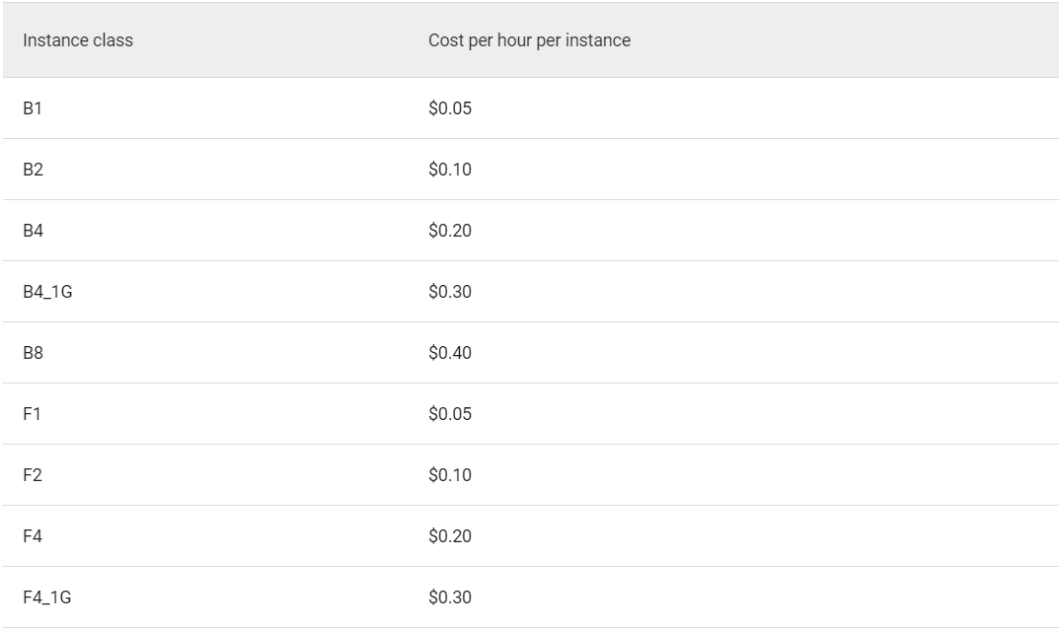 Instance class Cost per hour per instance
B1 $0.05
B2 $0.10
B4 $0.20
B4_1G $0.30
B8 $0.40
F1 $0.05
F2 $0.10
F4 $0.20
F4_1G $0.30